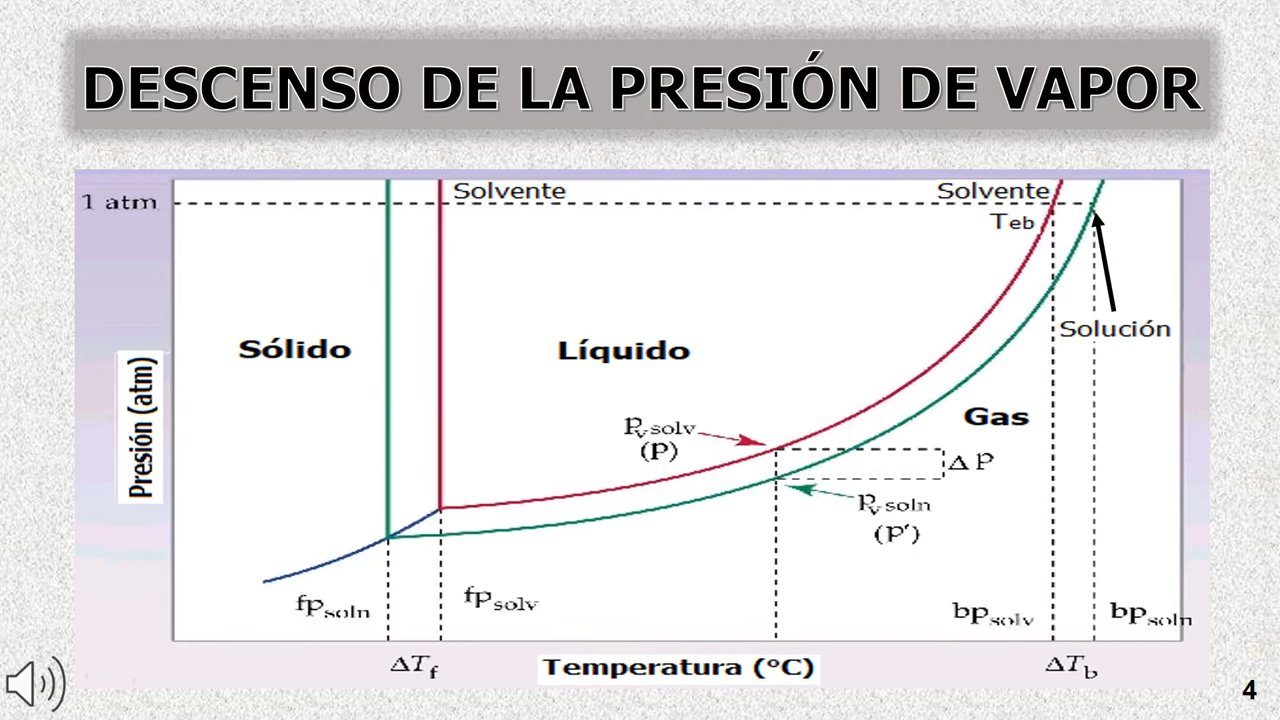 DESCENSO DE LA PRESIÓN DE VAPOR
1 atm
Solvente
Solvente
Teb
Solución
Sólido
Líquido
Gas
Presión (atm)
Pv solv
(P)
Δ P
Pv soln
(P')
fpsoln
fpsolv
bpsolv
bpsoln
ΔTf
Temperatura (°C)
ΔTb
4